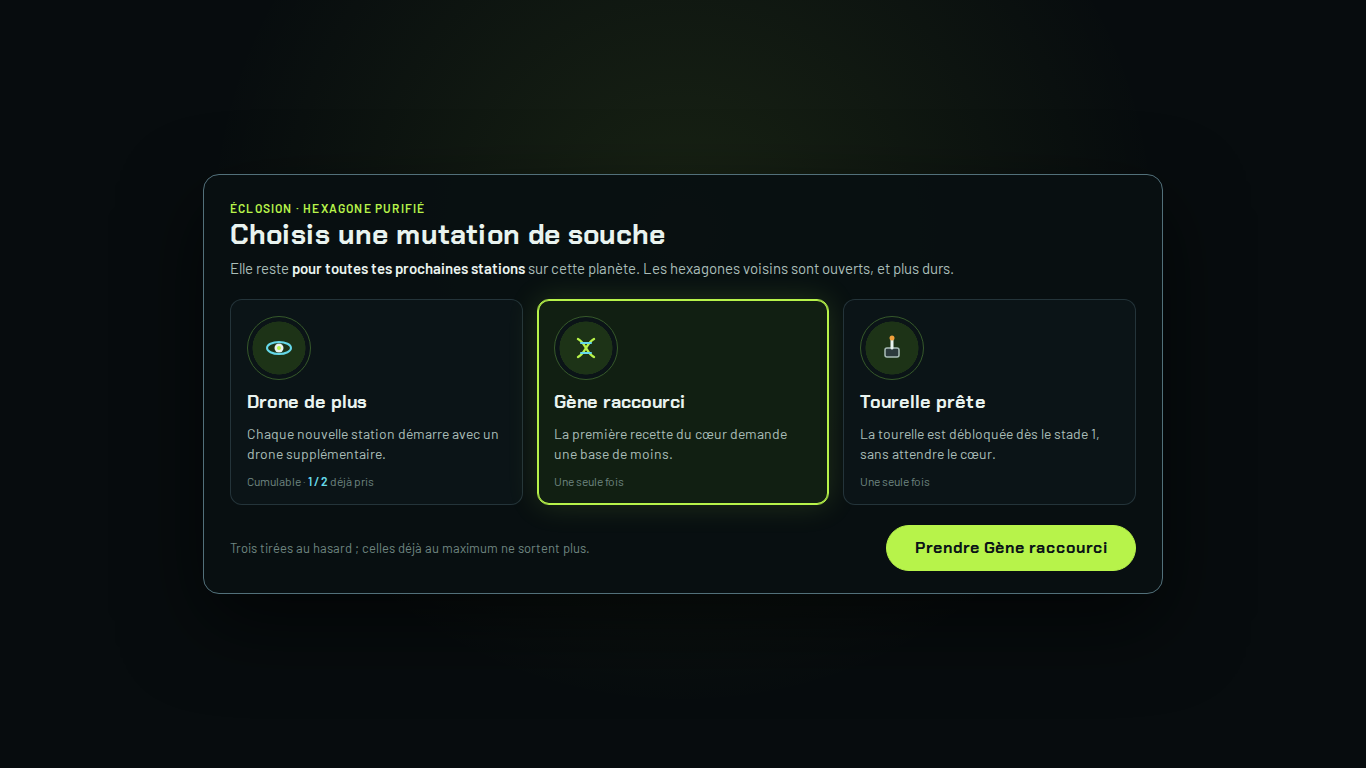 ÉCLOSION · HEXAGONE PURIFIÉ
Choisis une mutation de souche
Elle reste pour toutes tes prochaines stations sur cette planète. Les hexagones voisins sont ouverts, et plus durs.
Drone de plus
Chaque nouvelle station démarre avec un
drone supplémentaire.
Cumulable · 1 / 2 déjà pris
Gène raccourci
La première recette du cœur demande
une base de moins.
Une seule fois
Tourelle prête
La tourelle est débloquée dès le stade 1,
sans attendre le cœur.
Une seule fois
Trois tirées au hasard ; celles déjà au maximum ne sortent plus.
Prendre Gène raccourci